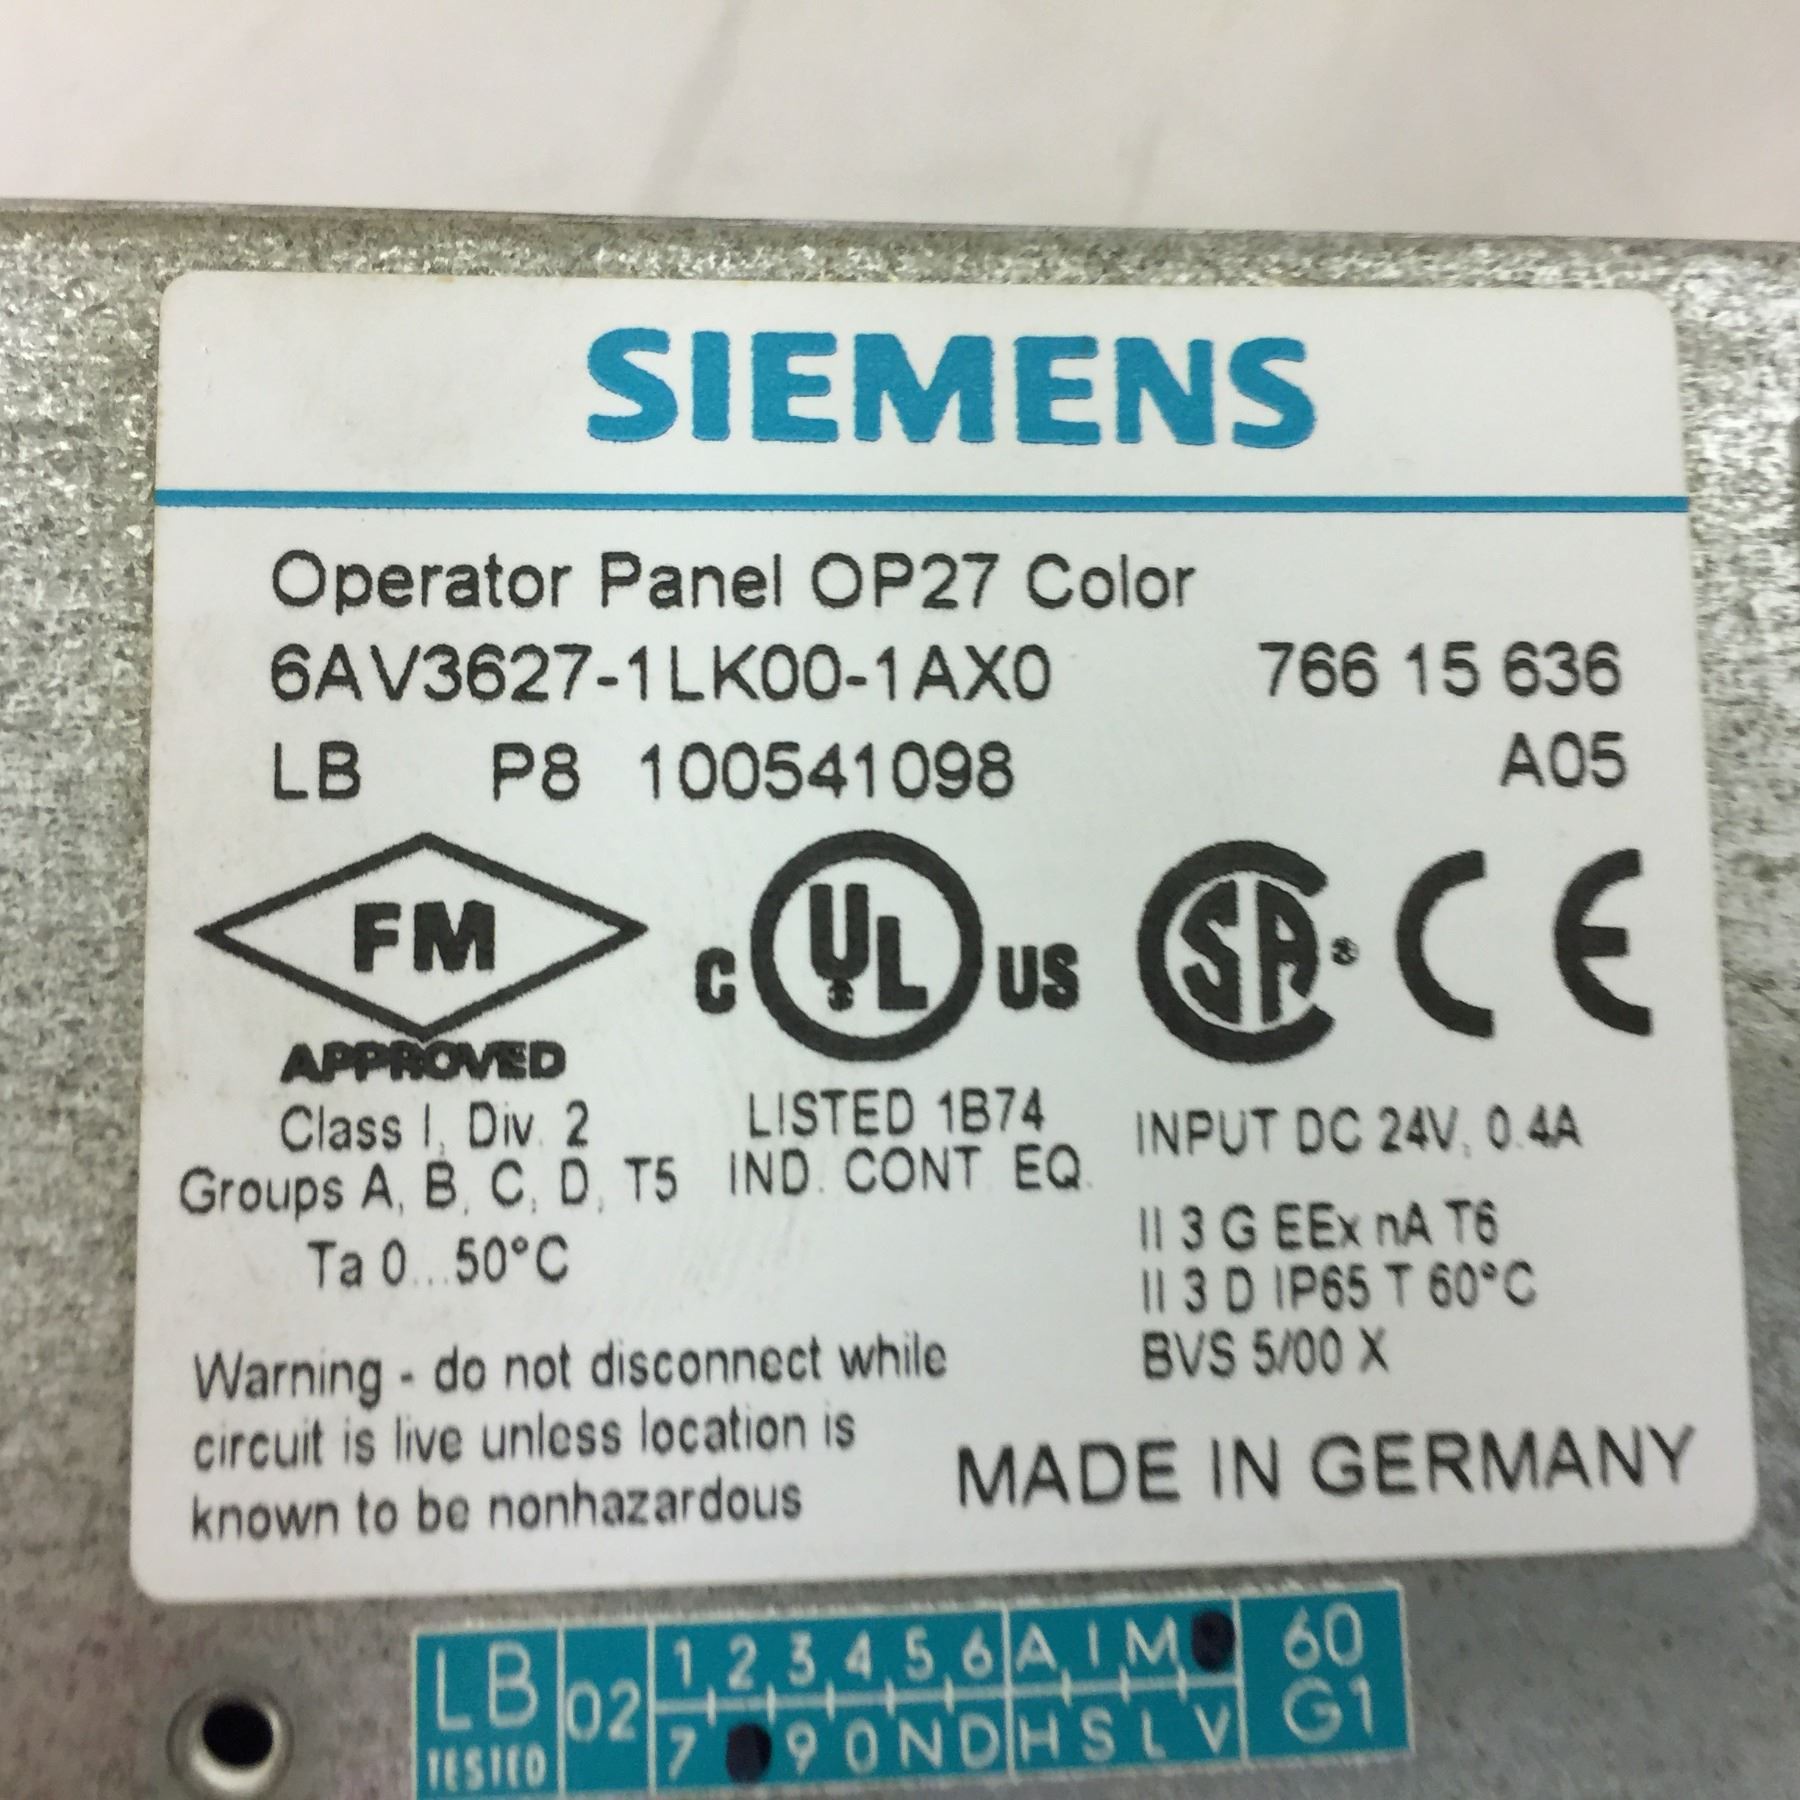 SIEMENS
Operator Panel OP27 Color
6AV3627-1LK00-1AX0 766 15 636
LB P8 100541098 A05
FM
APPROVED
C UL US
SA ® CE
Class I, Div. 2
Groups A, B, C, D, T5
Ta 0...50°C
LISTED 1B74
IND. CONT. EQ.
INPUT DC 24V, 0.4A
II 3 G EEx nA T6
II 3 D IP65 T 60°C
BVS 5/00 X
Warning - do not disconnect while
circuit is live unless location is
known to be nonhazardous
MADE IN GERMANY
LB
TESTED
02
1 2 3 4 5 6 A I M
7 9 0 N D H S L V
60
G1